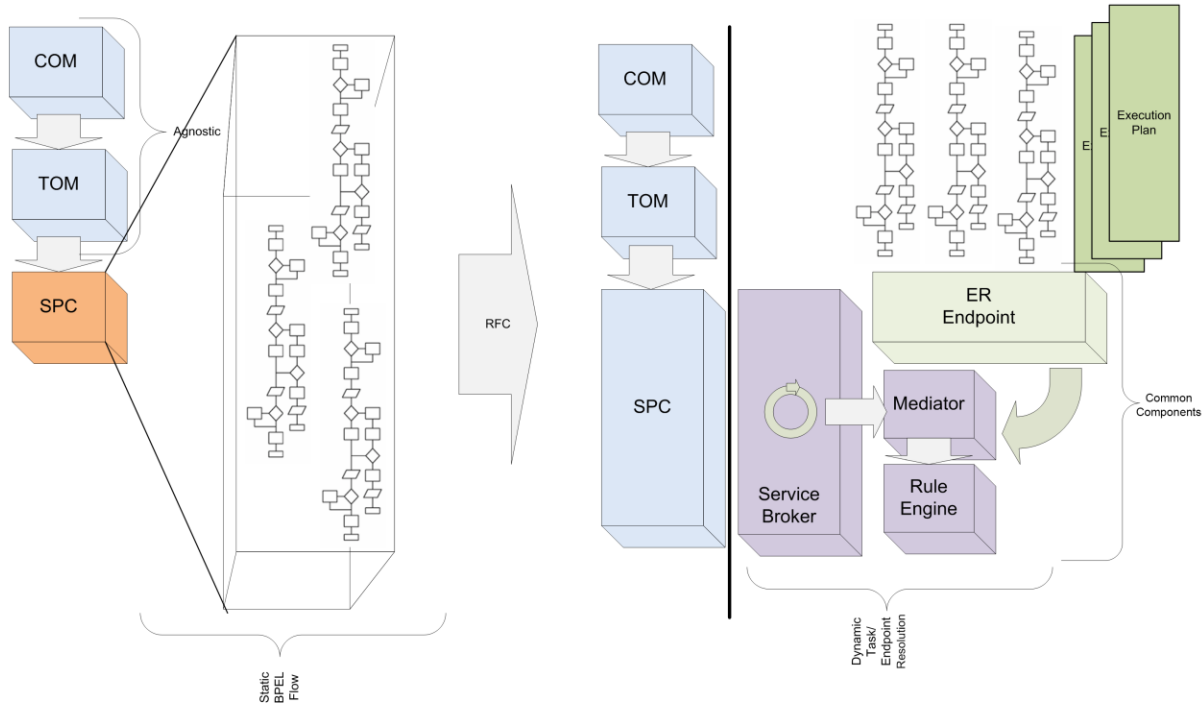 COM
Agnostic
TOM
SPC
Static
BPEL
Flow
RFC
COM
TOM
SPC
Execution
Plan
E
E
ER
Endpoint
Mediator
Service
Broker
Rule
Engine
Common
Components
Dynamic
Task/
Endpoint
Resolution